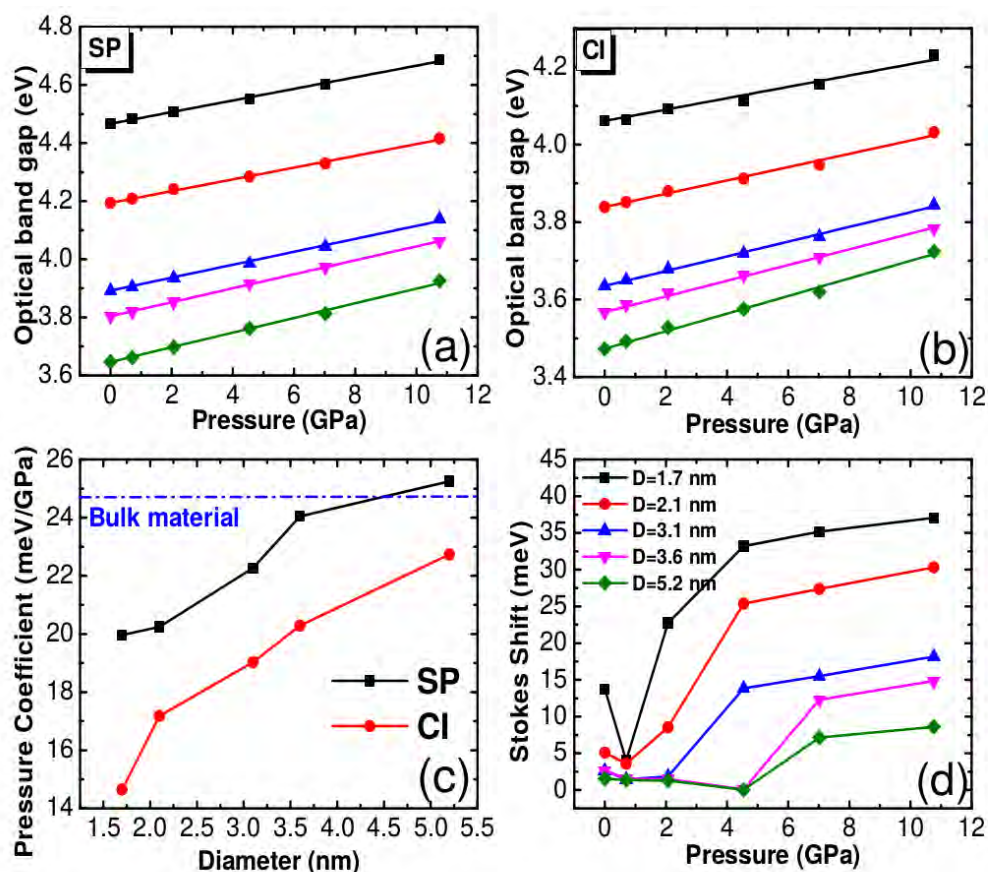 SP
Optical band gap (eV)
4.8
4.6
4.4
4.2
4.0
3.8
3.6
0 2 4 6 8 10 12
Pressure (GPa)
(a)
CI
Optical band gap (eV)
4.2
4.0
3.8
3.6
3.4
0 2 4 6 8 10 12
Pressure (GPa)
(b)
Pressure Coefficient (meV/GPa)
26
24
22
20
18
16
14
Bulk material
SP
CI
1.5 2.0 2.5 3.0 3.5 4.0 4.5 5.0 5.5
Diameter (nm)
(c)
Stokes Shift (meV)
45
40
35
30
25
20
15
10
5
0
D=1.7 nm
D=2.1 nm
D=3.1 nm
D=3.6 nm
D=5.2 nm
0 2 4 6 8 10 12
Pressure (GPa)
(d)